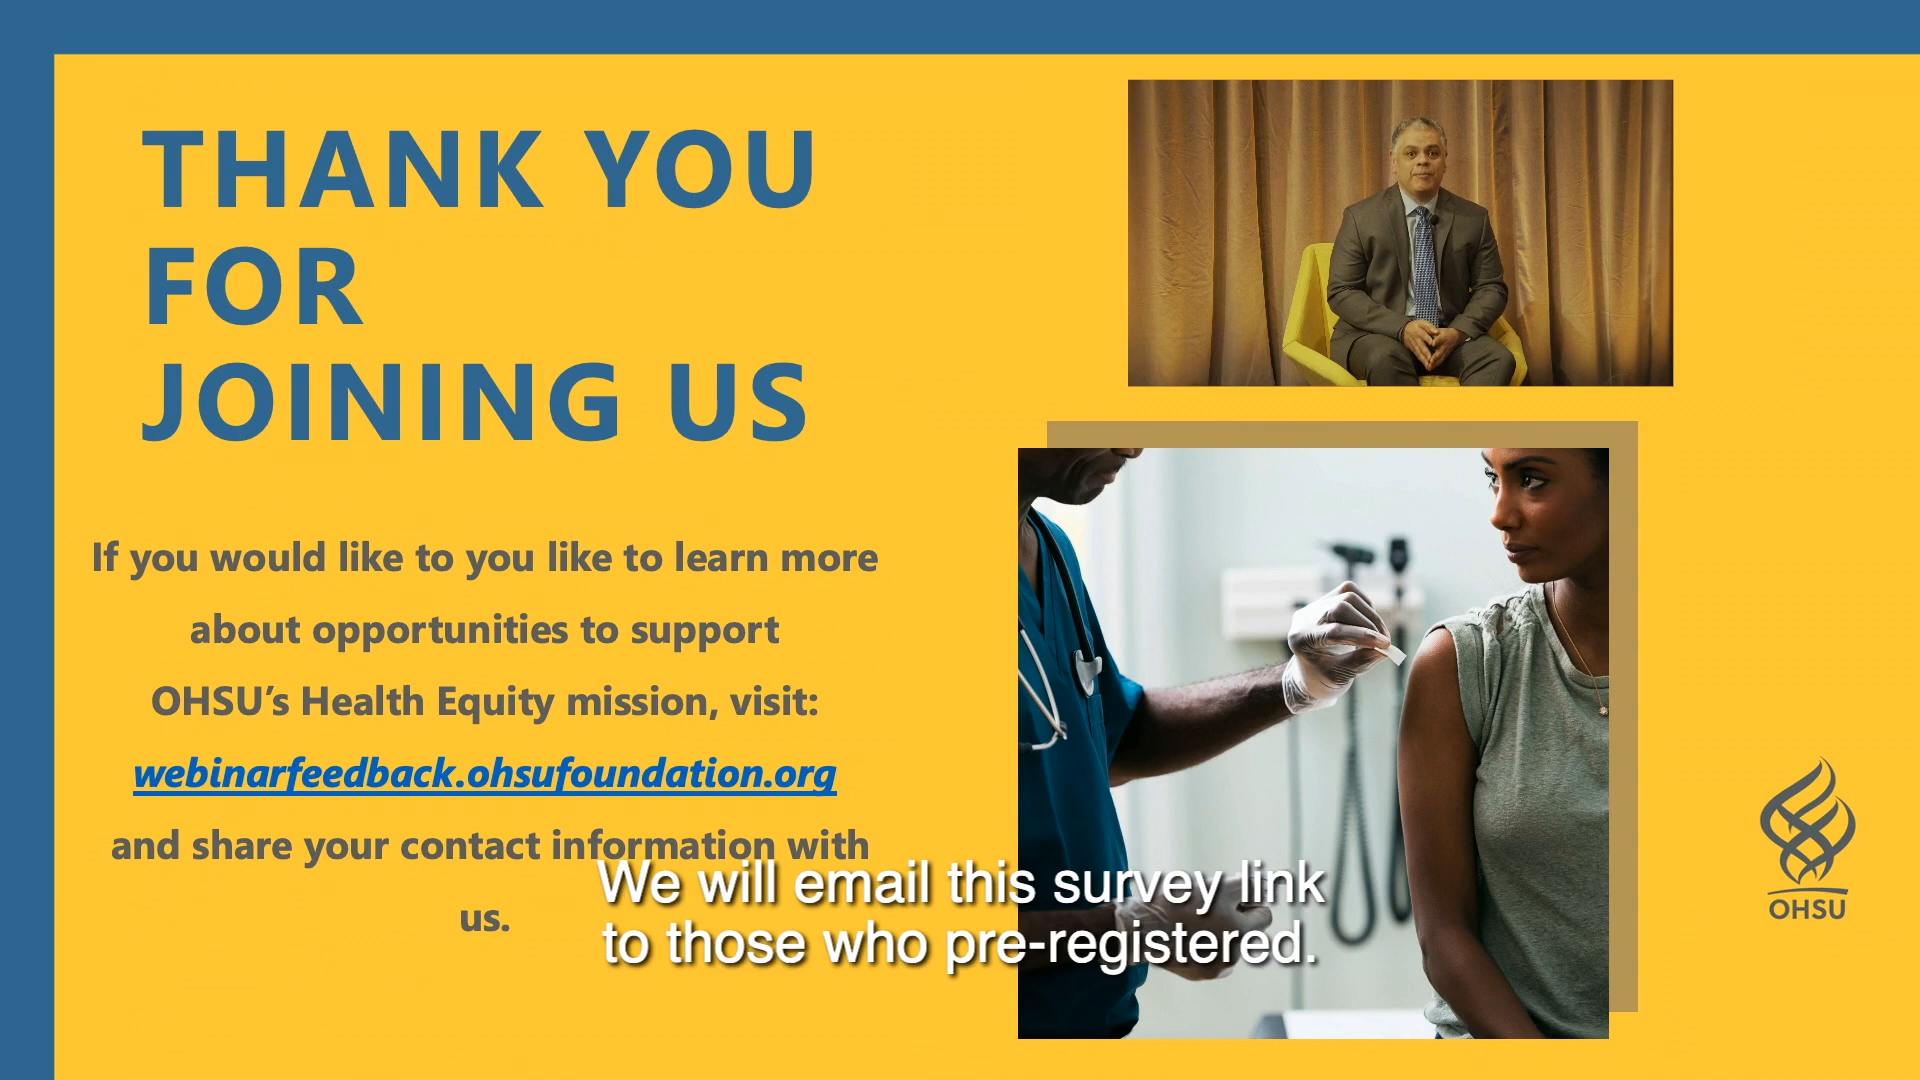 THANK YOU
FOR
JOINING US
If you would like to you like to learn more
about opportunities to support
OHSU’s Health Equity mission, visit:
webinarfeedback.ohsufoundation.org
and share your contact information with
us.
We will email this survey link
to those who pre-registered.
OHSU